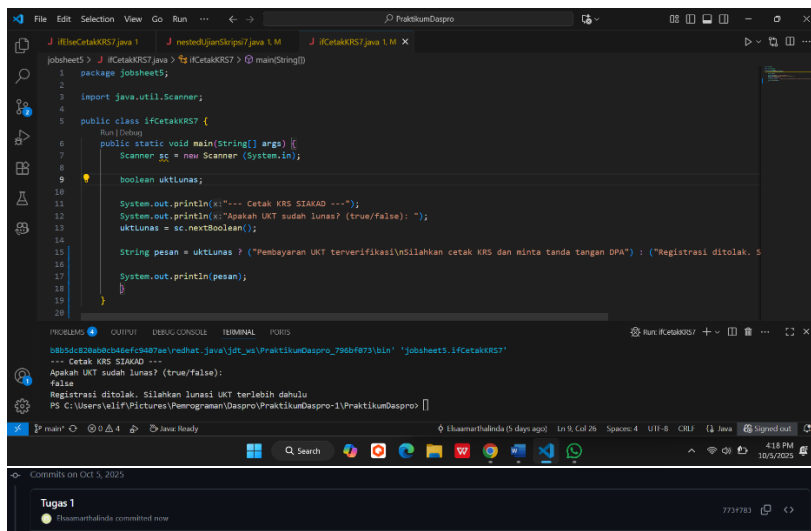 File Edit Selection View Go Run ··· ← → PraktikumDaspro
J ifElseCetakKRS7.java 1 J nestedUjianSkripsi7.java 1, M J ifCetakKRS7.java 1, M ×
jobsheet5 > J ifCetakKRS7.java > ifCetakKRS7 > main(String[])
1 package jobsheet5;
2
3 import java.util.Scanner;
4
5 public class ifCetakKRS7 {
Run | Debug
6 public static void main(String[] args) {
7 Scanner sc = new Scanner (System.in);
8
9 boolean uktLunas;
10
11 System.out.println(x:"--- Cetak KRS SIAKAD ---");
12 System.out.println(x:"Apakah UKT sudah lunas? (true/false): ");
13 uktLunas = sc.nextBoolean();
14
15 String pesan = uktLunas ? ("Pembayaran UKT terverifikasi\nSilahkan cetak KRS dan minta tanda tangan DPA") : ("Registrasi ditolak. S
16
17 System.out.println(pesan);
18 }
19 }
20
PROBLEMS 4 OUTPUT DEBUG CONSOLE TERMINAL PORTS Run: ifCetakKRS7
b8b5dc820ab0cb46efc9407ae\redhat.java\jdt_ws\PraktikumDaspro_796bf073\bin' 'jobsheet5.ifCetakKRS7'
--- Cetak KRS SIAKAD ---
Apakah UKT sudah lunas? (true/false):
false
Registrasi ditolak. Silahkan lunasi UKT terlebih dahulu
PS C:\Users\elif\Pictures\Pemrograman\Daspro\PraktikumDaspro-1\PraktikumDaspro>
main* 0 4 Java: Ready Elsaamarthalinda (5 days ago) Ln 9, Col 26 Spaces: 4 UTF-8 CRLF {} Java Signed out
Search 4:18 PM
10/5/2025
Commits on Oct 5, 2025
Tugas 1
Elsaamarthalinda committed now
773f783